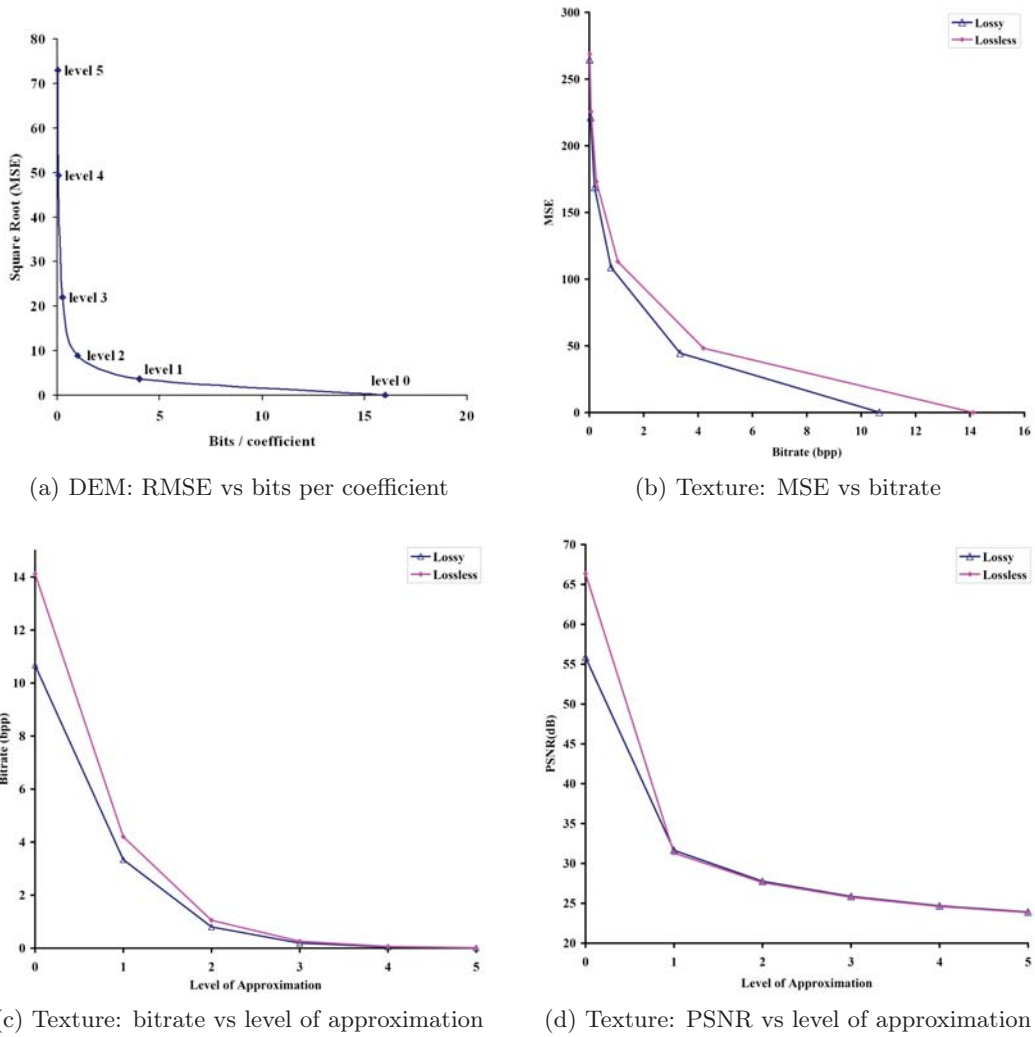 80
70
60
50
40
30
20
10
0
Square Root (MSE)
level 5
level 4
level 3
level 2
level 1
level 0
0 5 10 15 20
Bits / coefficient
(a) DEM: RMSE vs bits per coefficient
300
250
200
150
100
50
0
MSE
Lossy
Lossless
0 2 4 6 8 10 12 14 16
Bitrate (bpp)
(b) Texture: MSE vs bitrate
14
12
10
8
6
4
2
0
Bitrate (bpp)
Lossy
Lossless
0 1 2 3 4 5
Level of Approximation
(c) Texture: bitrate vs level of approximation
70
65
60
55
50
45
40
35
30
25
20
PSNR(dB)
Lossy
Lossless
0 1 2 3 4 5
Level of Approximation
(d) Texture: PSNR vs level of approximation